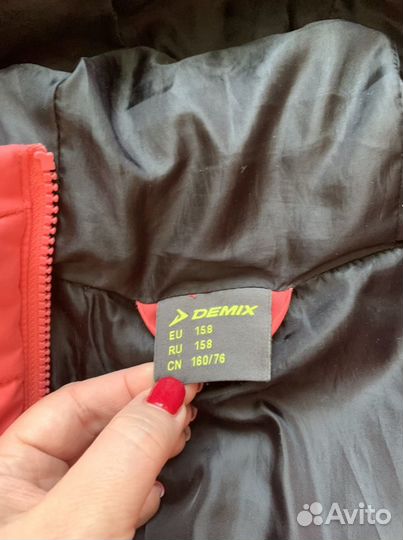 DEMIX
EU 158
RU 158
CN 160/76
Avito